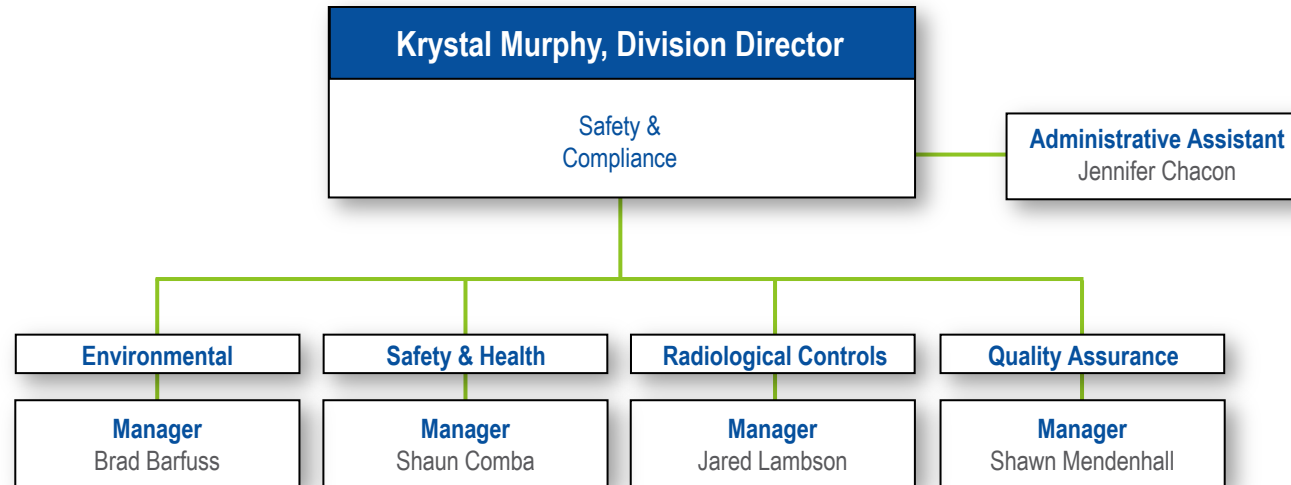 Krystal Murphy, Division Director
Safety &
Compliance
Administrative Assistant
Jennifer Chacon
Environmental
Safety & Health
Radiological Controls
Quality Assurance
Manager
Brad Barfuss
Manager
Shaun Comba
Manager
Jared Lambson
Manager
Shawn Mendenhall